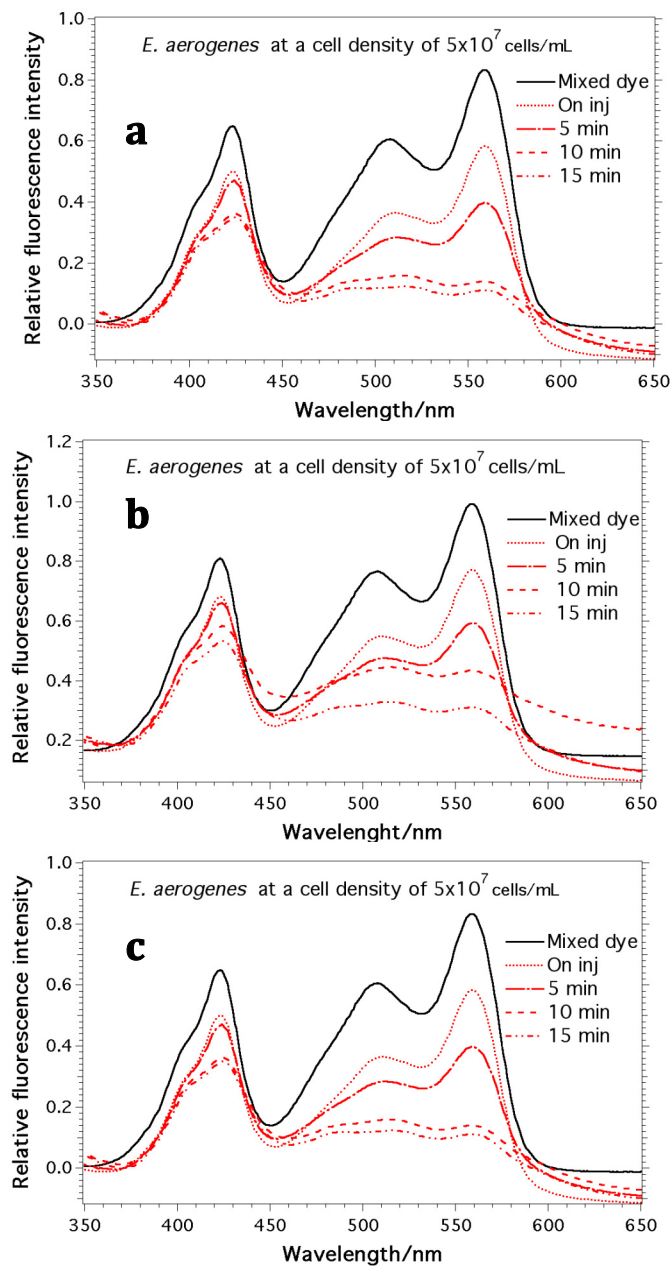 1.0
E. aerogenes at a cell density of 5x10⁷ cells/mL
0.8
a
Mixed dye
On inj
5 min
10 min
15 min
0.6
0.4
0.2
0.0
Relative fluorescence intensity
350 400 450 500 550 600 650
Wavelength/nm
1.2
E. aerogenes at a cell density of 5x10⁷ cells/mL
1.0
b
Mixed dye
On inj
5 min
10 min
15 min
0.8
0.6
0.4
0.2
Relative fluorescence intensity
350 400 450 500 550 600 650
Wavelenght/nm
1.0
E. aerogenes at a cell density of 5x10⁷ cells/mL
0.8
c
Mixed dye
On inj
5 min
10 min
15 min
0.6
0.4
0.2
0.0
Relative fluorescence intensity
350 400 450 500 550 600 650
Wavelength/nm